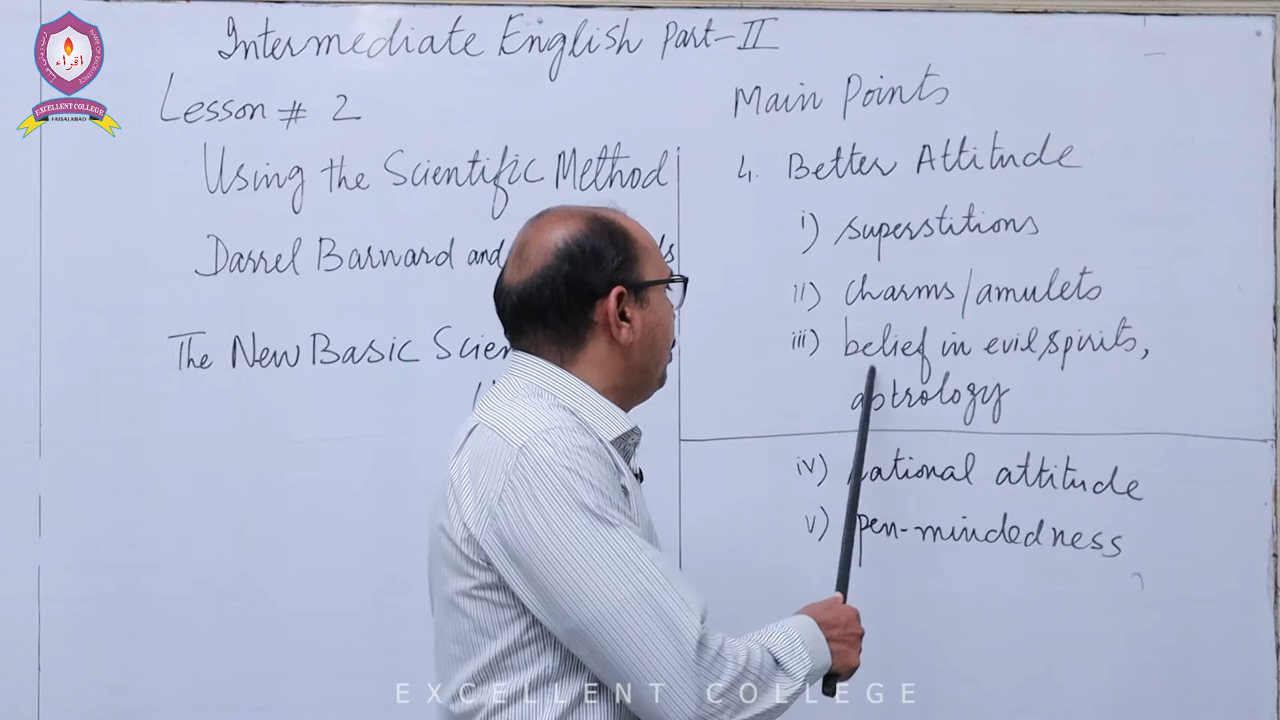 Intermediate English Part-II
Lesson # 2
Using the Scientific Method
Darrel Barnard and
The New Basic
Main Points
4. Better Attitude
i) superstitions
ii) charms/amulets
iii) belief in evil spirits,
astrology
iv) rational attitude
v) pen-mindedness
اقراء
EXCELLENT COLLEGE
FAISALABAD
EXCELLENT COLLEGE